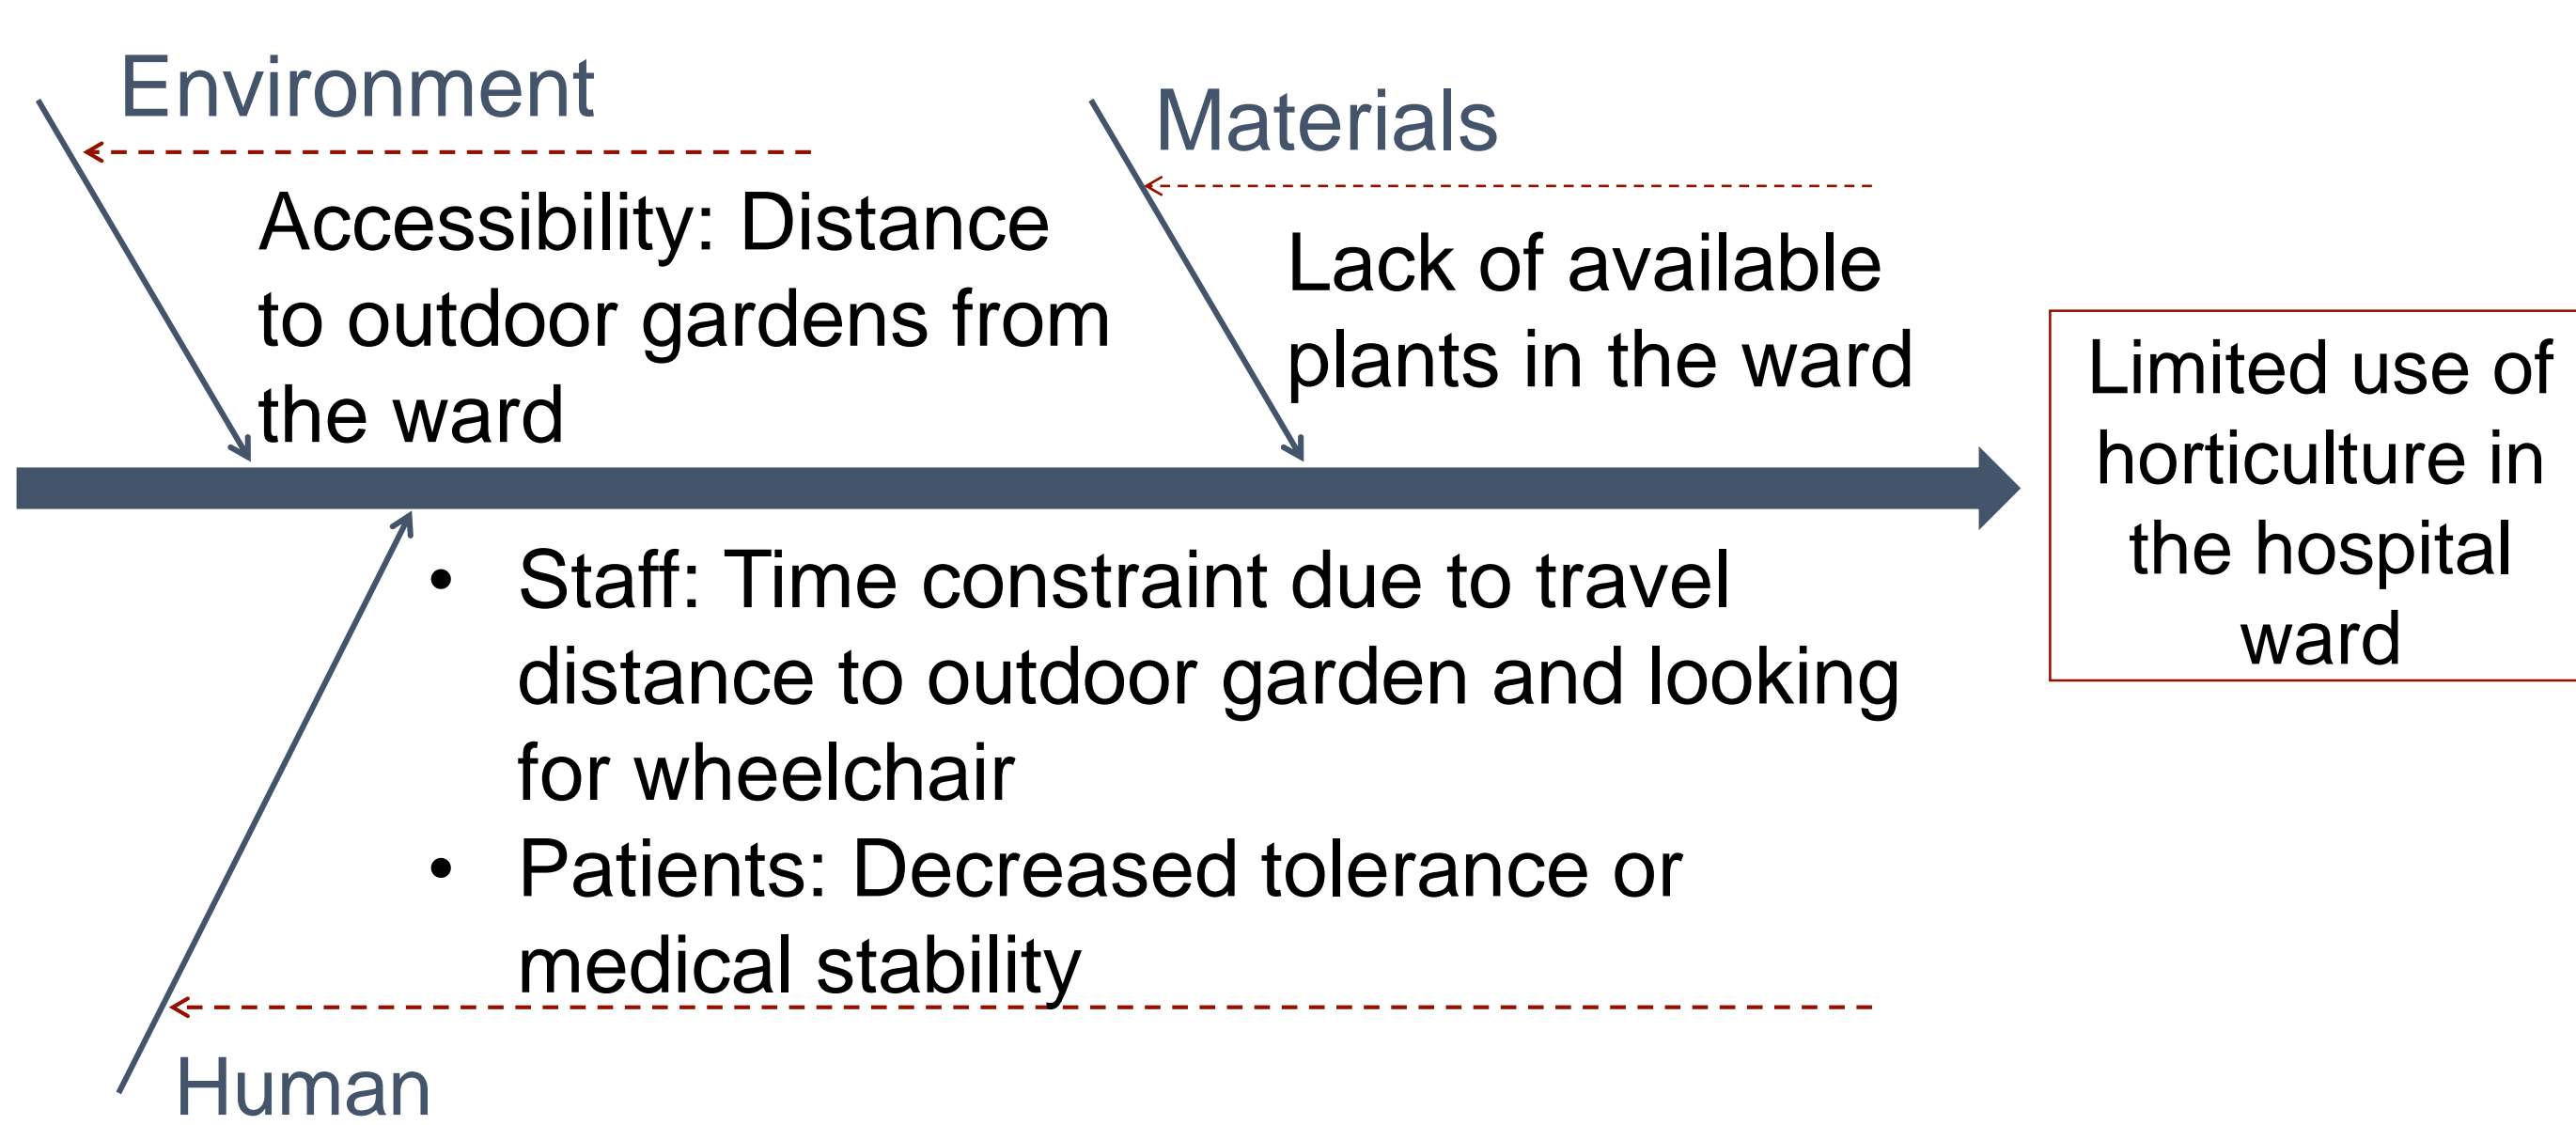 Environment
Accessibility: Distance
to outdoor gardens from
the ward
Materials
Lack of available
plants in the ward
Limited use of
horticulture in
the hospital
ward
• Staff: Time constraint due to travel
distance to outdoor garden and looking
for wheelchair
• Patients: Decreased tolerance or
medical stability
Human